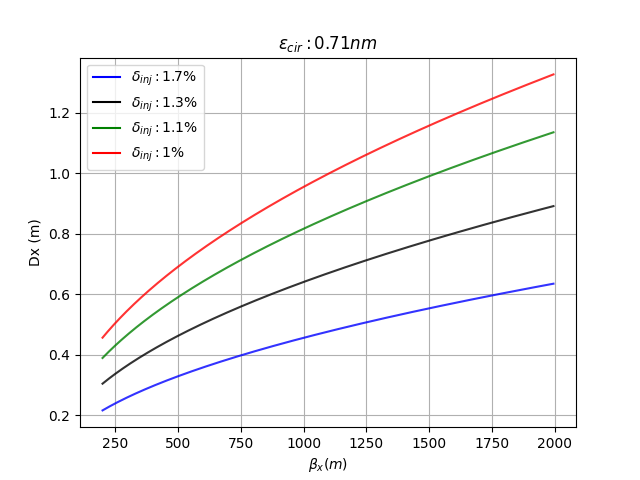 ε_cir : 0.71nm
δ_inj : 1.7%
δ_inj : 1.3%
δ_inj : 1.1%
δ_inj : 1%
Dx (m)
1.2
1.0
0.8
0.6
0.4
0.2
250 500 750 1000 1250 1500 1750 2000
β_x(m)